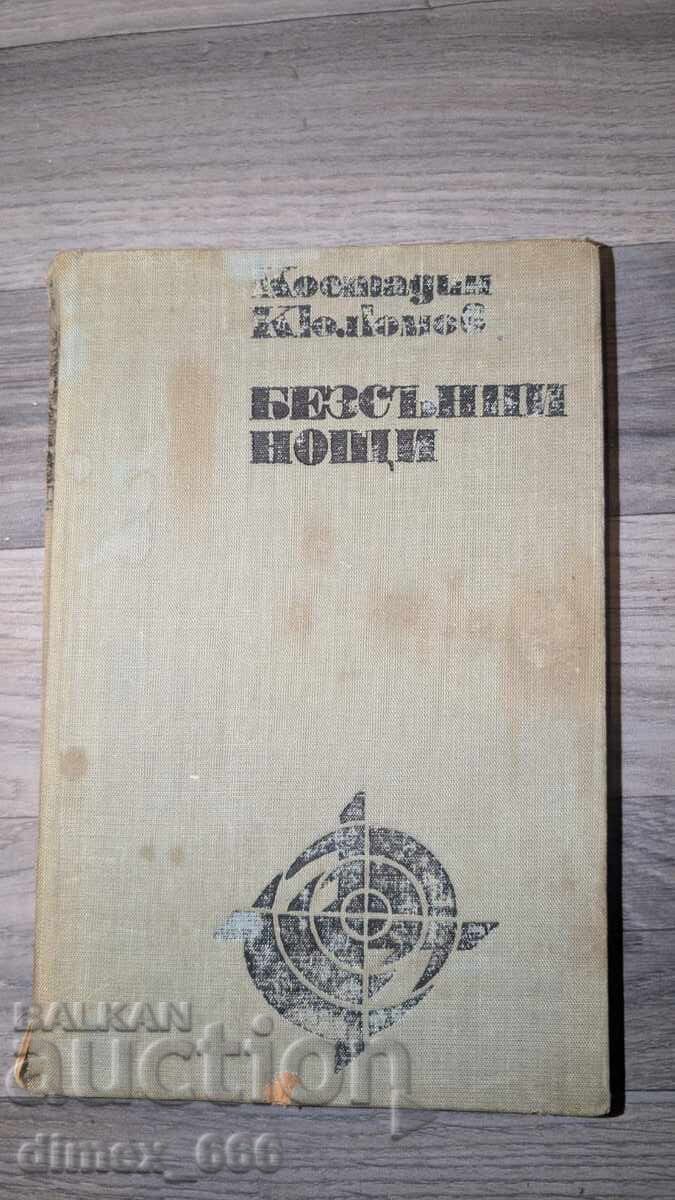 Костадин
Кюлюмов
БЕЗСЪННИ
НОЩИ
BALKAN
auction
dimex_666